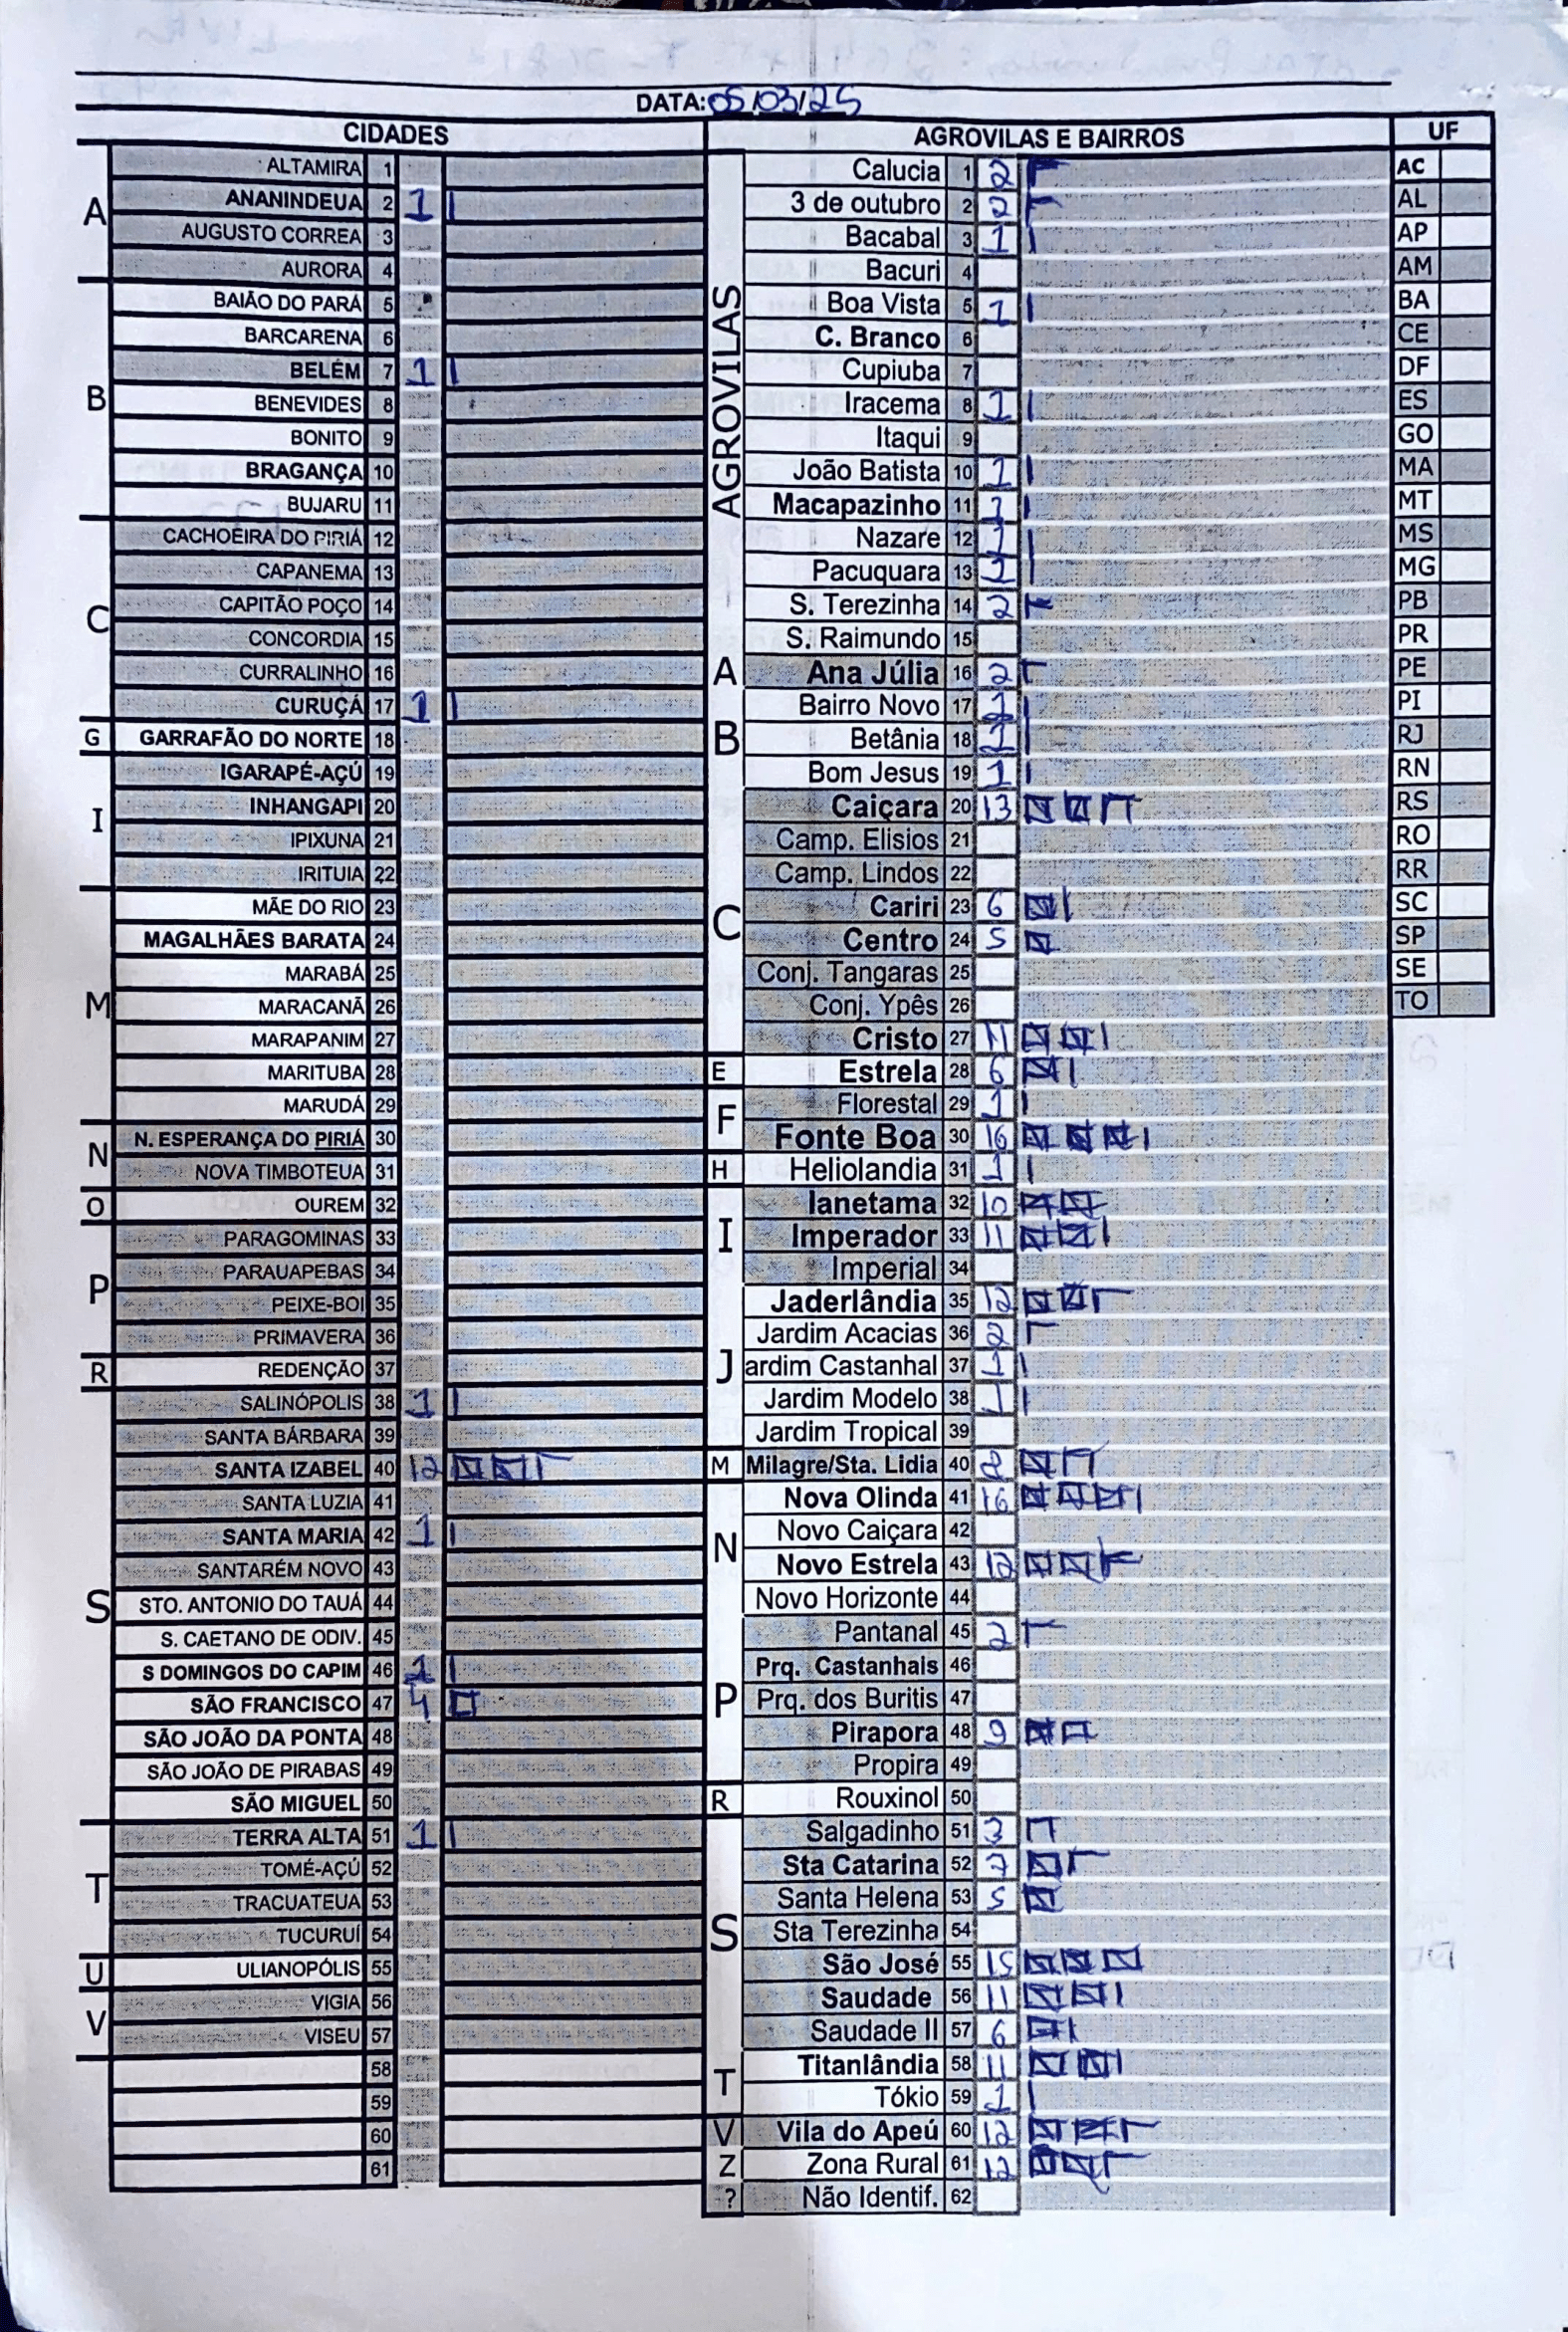 DATA: 05/03/25
CIDADES
A
ALTAMIRA 1
ANANINDEUA 2 1
AUGUSTO CORREA 3
AURORA 4
B
BAIÃO DO PARÁ 5
BARCARENA 6
BELÉM 7 1
BENEVIDES 8
BONITO 9
BRAGANÇA 10
BUJARU 11
C
CACHOEIRA DO PIRIÁ 12
CAPANEMA 13
CAPITÃO POÇO 14
CONCORDIA 15
CURRALINHO 16
CURUÇÁ 17 1
G
GARRAFÃO DO NORTE 18
I
IGARAPÉ-AÇÚ 19
INHANGAPI 20
IPIXUNA 21
IRITUIA 22
M
MÃE DO RIO 23
MAGALHÃES BARATA 24
MARABÁ 25
MARACANÃ 26
MARAPANIM 27
MARITUBA 28
MARUDÁ 29
N
N. ESPERANÇA DO PIRIÁ 30
NOVA TIMBOTEUA 31
O
OUREM 32
P
PARAGOMINAS 33
PARAUAPEBAS 34
PEIXE-BOI 35
PRIMAVERA 36
R
REDENÇÃO 37
S
SALINÓPOLIS 38 1
SANTA BÁRBARA 39
SANTA IZABEL 40 12
SANTA LUZIA 41
SANTA MARIA 42 1
SANTARÉM NOVO 43
STO. ANTONIO DO TAUÁ 44
S. CAETANO DE ODIV. 45
S DOMINGOS DO CAPIM 46 1
SÃO FRANCISCO 47 4
SÃO JOÃO DA PONTA 48
SÃO JOÃO DE PIRABAS 49
SÃO MIGUEL 50
T
TERRA ALTA 51 1
TOMÉ-AÇÚ 52
TRACUATEUA 53
TUCURUÍ 54
U
ULIANOPÓLIS 55
V
VIGIA 56
VISEU 57
58
59
60
61
AGROVILAS E BAIRROS
AGROVILAS
Calucia 1 2
3 de outubro 2 2
Bacabal 3 1
Bacuri 4
Boa Vista 5 1
C. Branco 6
Cupiuba 7
Iracema 8 1
Itaqui 9
João Batista 10 1
Macapazinho 11 1
Nazare 12 1
Pacuquara 13 1
S. Terezinha 14 2
S. Raimundo 15
A
Ana Júlia 16 2
B
Bairro Novo 17 1
Betânia 18 1
Bom Jesus 19 1
C
Caiçara 20 13
Camp. Elisios 21
Camp. Lindos 22
Cariri 23 6
Centro 24 5
Conj. Tangaras 25
Conj. Ypês 26
Cristo 27 11
E
Estrela 28 6
F
Florestal 29 1
Fonte Boa 30 16
H
Heliolandia 31 1
I
Ianetama 32 10
Imperador 33 11
Imperial 34
J
Jaderlândia 35 12
Jardim Acacias 36 2
ardim Castanhal 37 1
Jardim Modelo 38 1
Jardim Tropical 39
M
Milagre/Sta. Lidia 40 8
N
Nova Olinda 41 16
Novo Caiçara 42
Novo Estrela 43 12
Novo Horizonte 44
P
Pantanal 45 2
Prq. Castanhais 46
Prq. dos Buritis 47
Pirapora 48 9
Propira 49
R
Rouxinol 50
S
Salgadinho 51 3
Sta Catarina 52 7
Santa Helena 53 5
Sta Terezinha 54
São José 55 15
Saudade 56 11
Saudade II 57 6
T
Titanlândia 58 11
Tókio 59 1
V
Vila do Apeú 60 12
Z
Zona Rural 61 12
?
Não Identif. 62
UF
AC
AL
AP
AM
BA
CE
DF
ES
GO
MA
MT
MS
MG
PB
PR
PE
PI
RJ
RN
RS
RO
RR
SC
SP
SE
TO